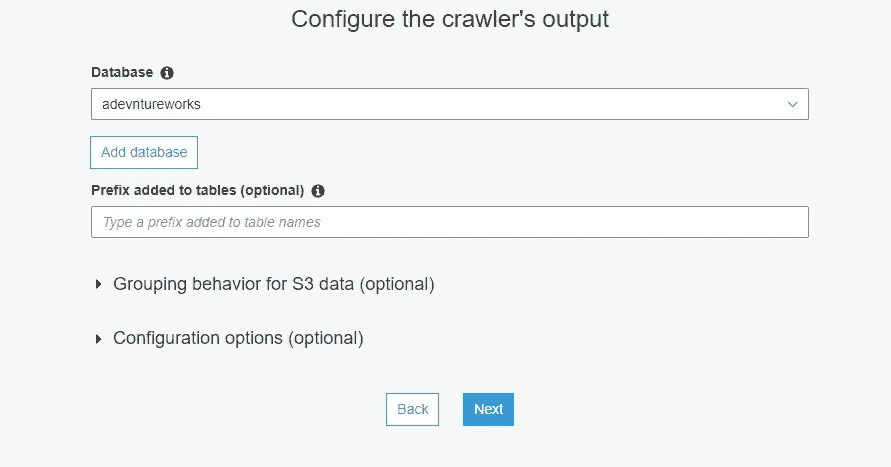 Configure the crawler's output
Database
adevntureworks
Add database
Prefix added to tables (optional)
Type a prefix added to table names
Grouping behavior for S3 data (optional)
Configuration options (optional)
Back Next